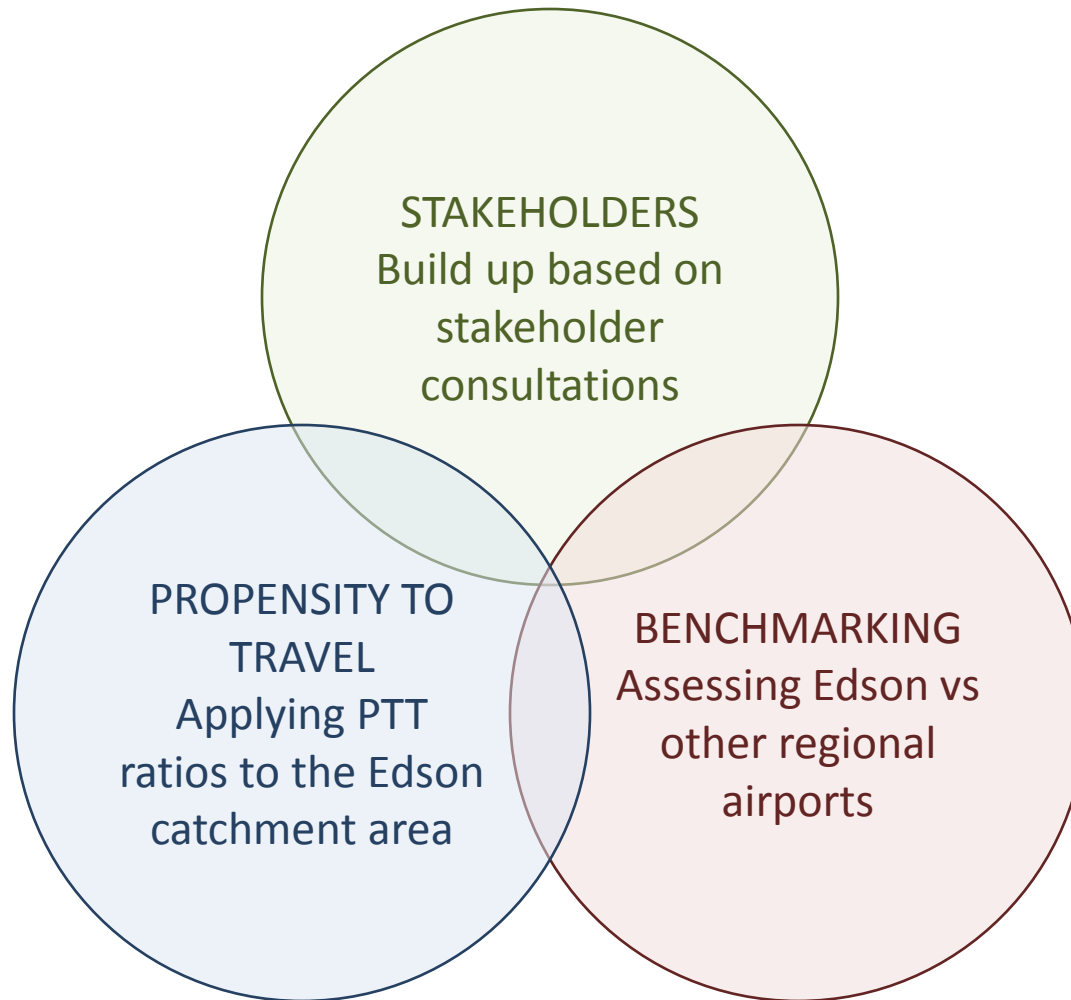 STAKEHOLDERS
Build up based on
stakeholder
consultations
PROPENSITY TO
TRAVEL
Applying PTT
ratios to the Edson
catchment area
BENCHMARKING
Assessing Edson vs
other regional
airports